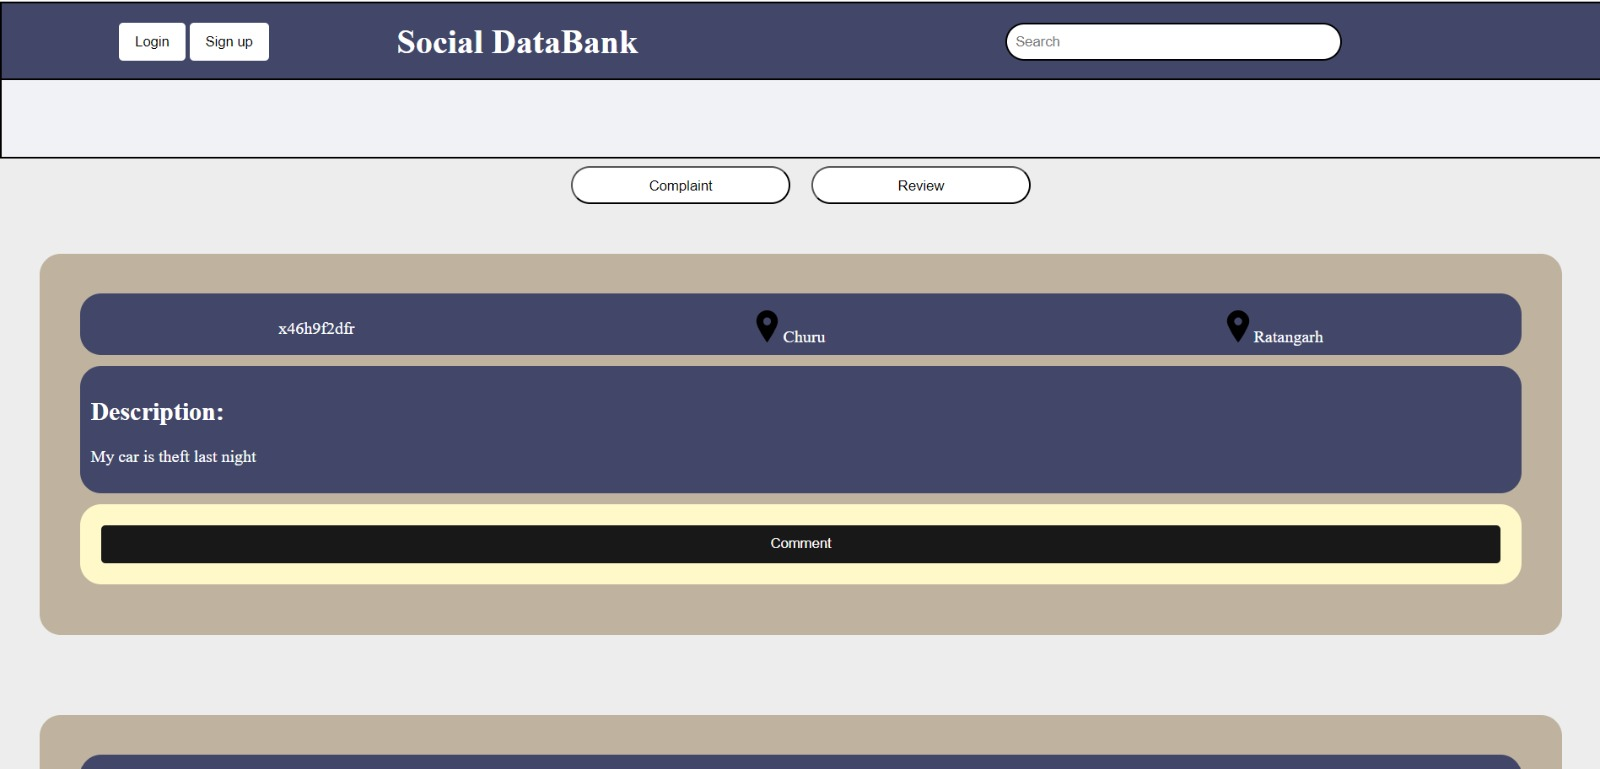 Login Sign up Social DataBank Search
Complaint Review
x46h9f2dfr Churu Ratangarh
Description:
My car is theft last night
Comment